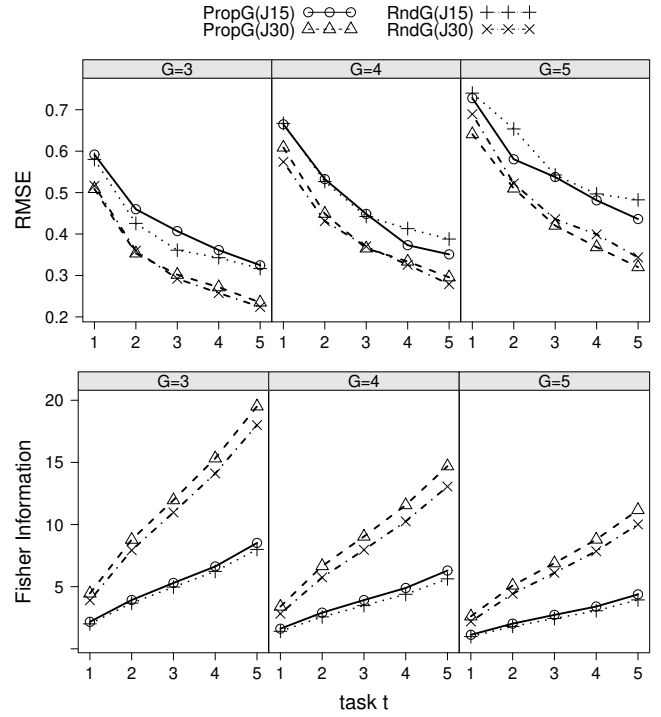 PropG(J15) RndG(J15)
PropG(J30) RndG(J30)
G=3 G=4 G=5
0.7
0.6
0.5
0.4
0.3
0.2
RMSE
1 2 3 4 5 1 2 3 4 5 1 2 3 4 5
G=3 G=4 G=5
20
15
10
5
Fisher Information
1 2 3 4 5 1 2 3 4 5 1 2 3 4 5
task t